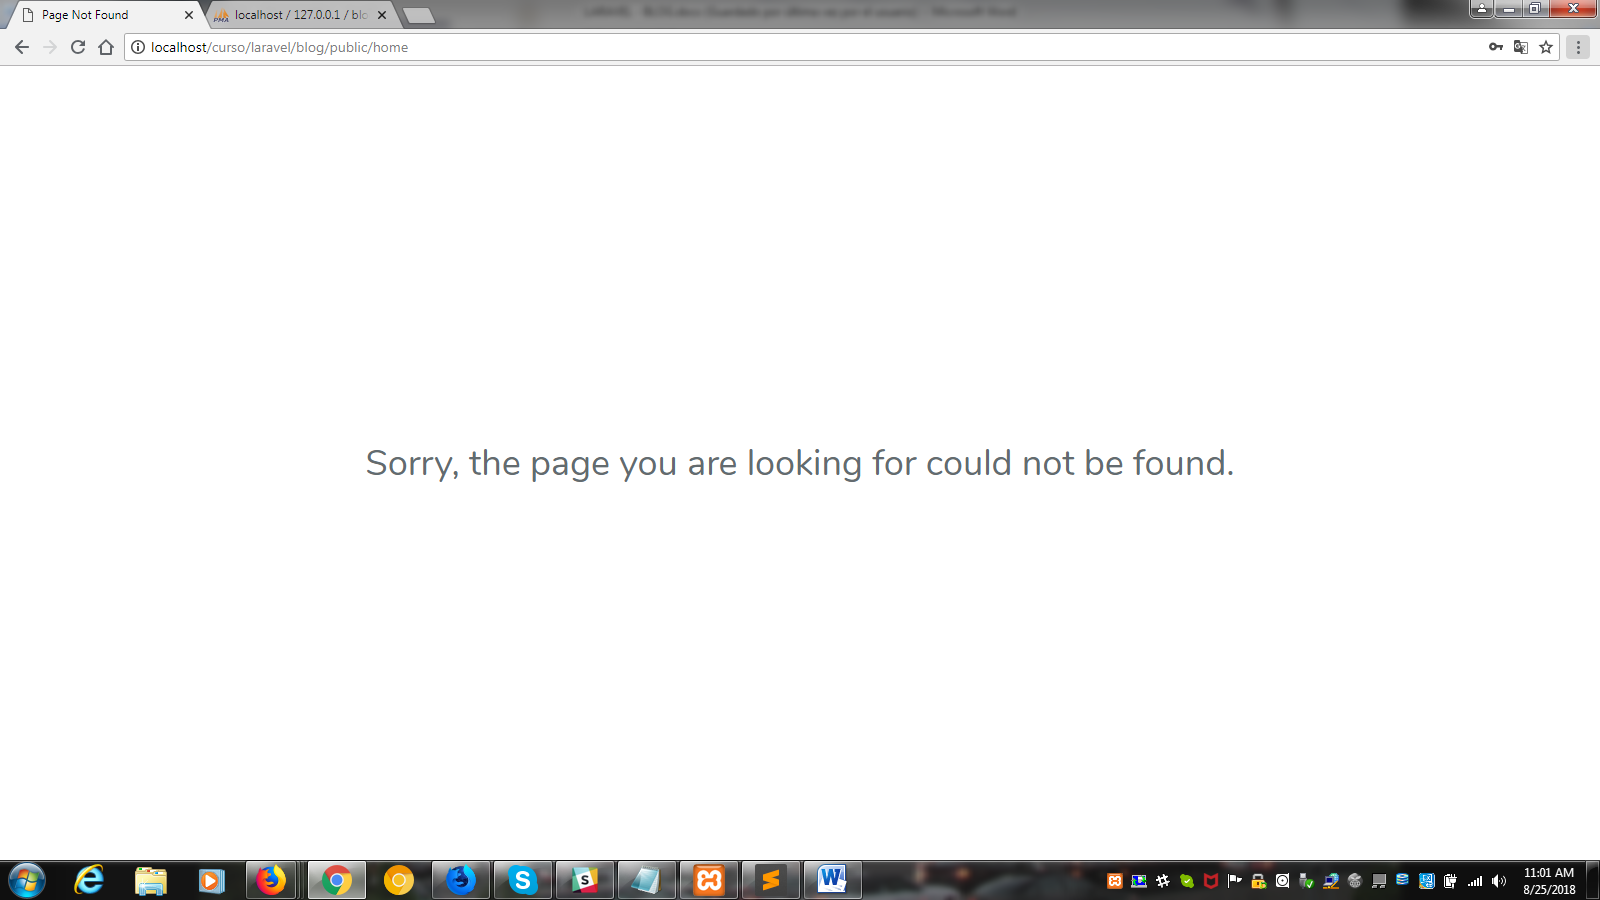 Page Not Found
localhost / 127.0.0.1 / blo
localhost/curso/laravel/blog/public/home
Sorry, the page you are looking for could not be found.
11:01 AM
8/25/2018